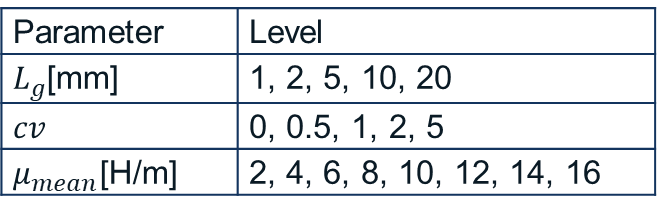 Parameter Level
L_g[mm] 1, 2, 5, 10, 20
cv 0, 0.5, 1, 2, 5
μ_mean[H/m] 2, 4, 6, 8, 10, 12, 14, 16